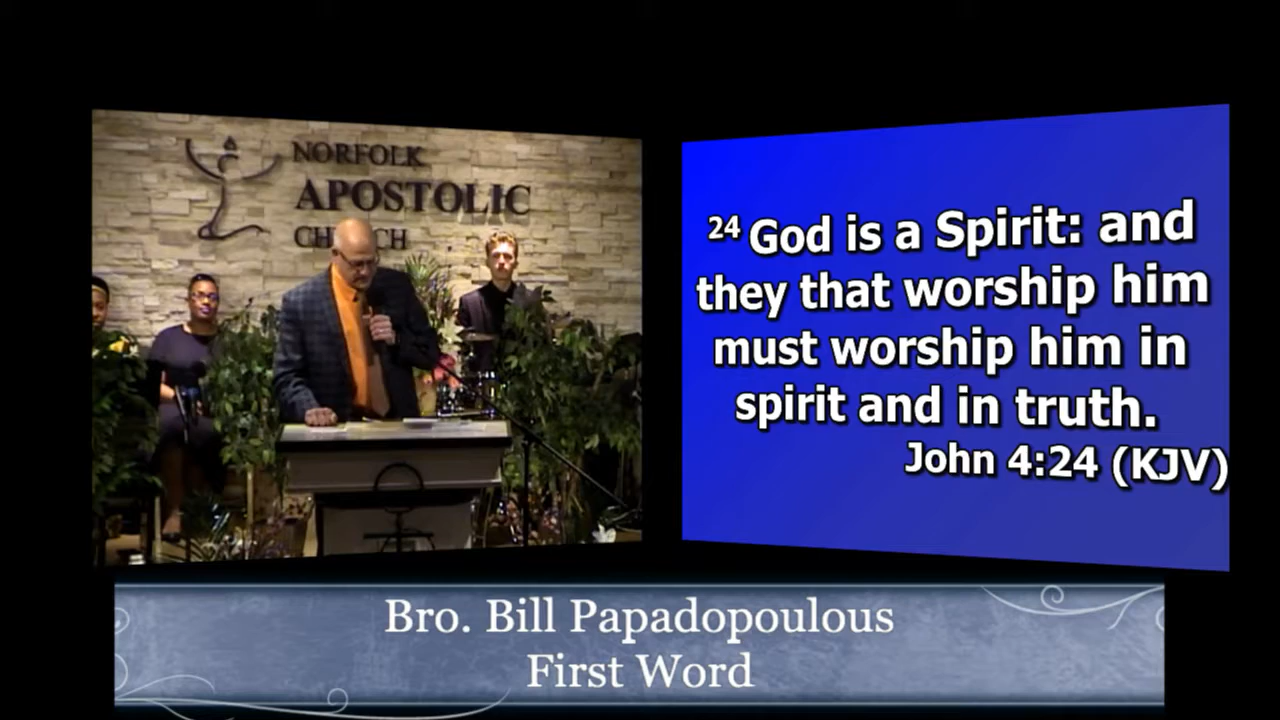 NORFOLK
APOSTOLIC
CHURCH
24 God is a Spirit: and
they that worship him
must worship him in
spirit and in truth.
John 4:24 (KJV)
Bro. Bill Papadopoulous
First Word